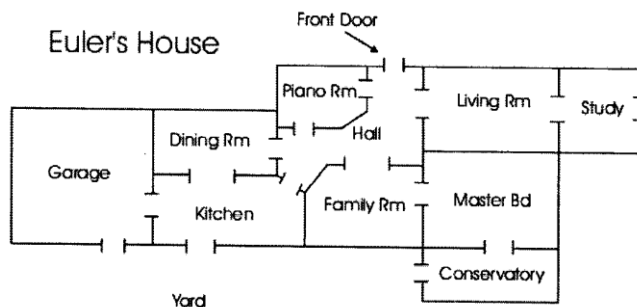 Front Door
Euler's House
Piano Rm
Living Rm
Study
Dining Rm
Hall
Garage
Family Rm
Master Bd
Kitchen
Conservatory
Yard